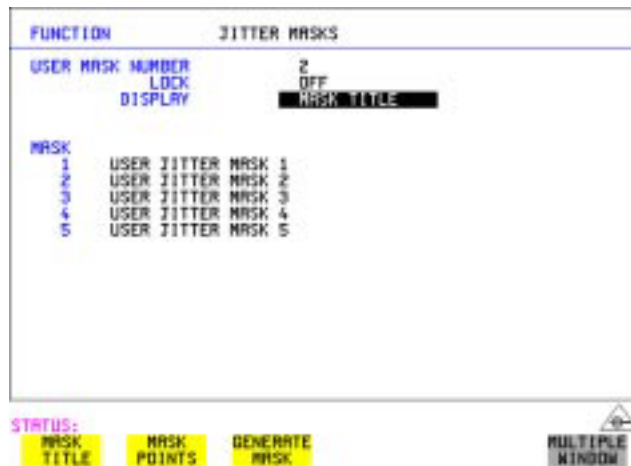 FUNCTION JITTER MASKS
USER MASK NUMBER 2
LOCK OFF
DISPLAY MASK TITLE
MASK
1 USER JITTER MASK 1
2 USER JITTER MASK 2
3 USER JITTER MASK 3
4 USER JITTER MASK 4
5 USER JITTER MASK 5
STATUS:
MASK TITLE MASK POINTS GENERATE MASK MULTIPLE WINDOW